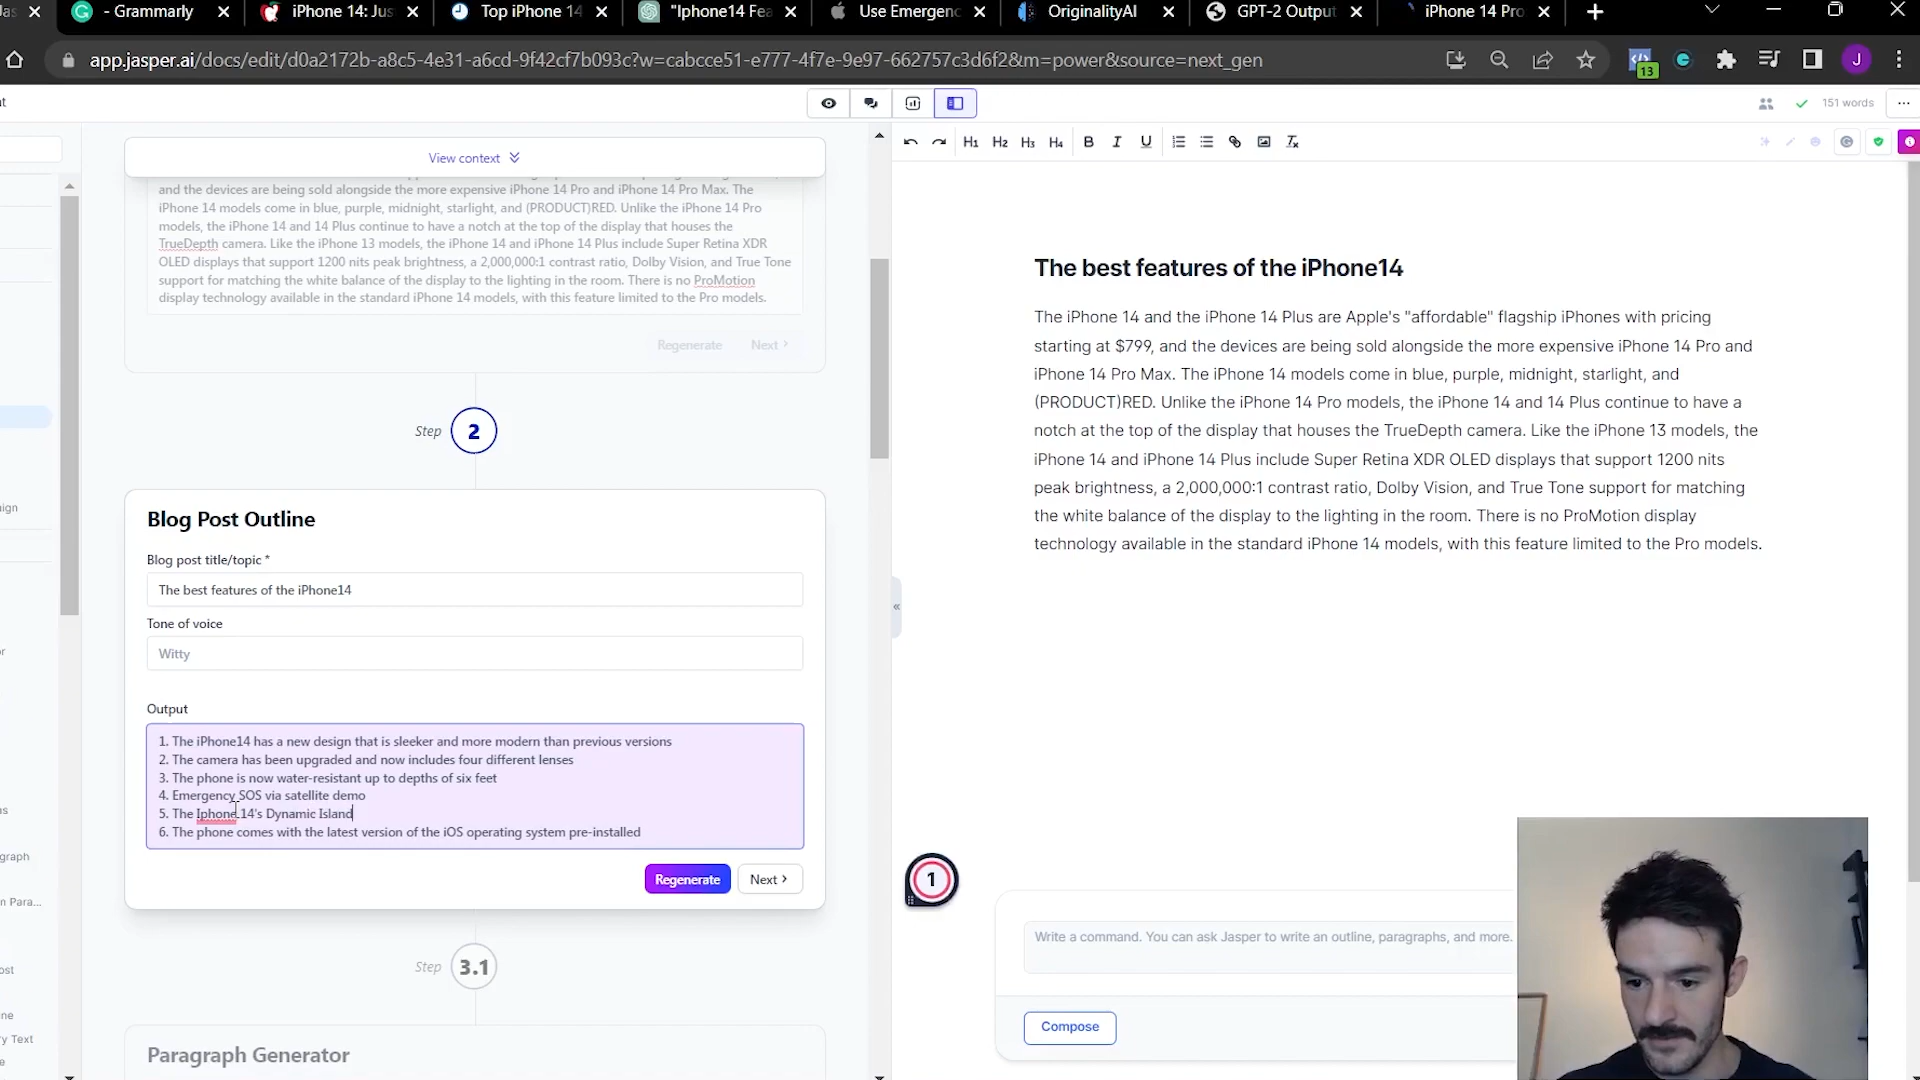 - Grammarly
iPhone 14: Jus
Top iPhone 14
"Iphone14 Fea
Use Emergenc
OriginalityAI
GPT-2 Output
iPhone 14 Pro
app.jasper.ai/docs/edit/d0a2172b-a8c5-4e31-a6cd-9f42cf7b093c?w=cabcce51-e777-4f7e-9e97-662757c3d6f2&m=power&source=next_gen
13
J
151 words
View context
H1 H2 H3 H4 B I U
and the devices are being sold alongside the more expensive iPhone 14 Pro and iPhone 14 Pro Max. The
iPhone 14 models come in blue, purple, midnight, starlight, and (PRODUCT)RED. Unlike the iPhone 14 Pro
models, the iPhone 14 and 14 Plus continue to have a notch at the top of the display that houses the
TrueDepth camera. Like the iPhone 13 models, the iPhone 14 and iPhone 14 Plus include Super Retina XDR
OLED displays that support 1200 nits peak brightness, a 2,000,000:1 contrast ratio, Dolby Vision, and True Tone
support for matching the white balance of the display to the lighting in the room. There is no ProMotion
display technology available in the standard iPhone 14 models, with this feature limited to the Pro models.
Regenerate
Next
Step 2
Blog Post Outline
Blog post title/topic *
The best features of the iPhone14
Tone of voice
Witty
Output
1. The iPhone14 has a new design that is sleeker and more modern than previous versions
2. The camera has been upgraded and now includes four different lenses
3. The phone is now water-resistant up to depths of six feet
4. Emergency SOS via satellite demo
5. The Iphone 14's Dynamic Island
6. The phone comes with the latest version of the iOS operating system pre-installed
Regenerate
Next
Step 3.1
Paragraph Generator
The best features of the iPhone14
The iPhone 14 and the iPhone 14 Plus are Apple's "affordable" flagship iPhones with pricing
starting at $799, and the devices are being sold alongside the more expensive iPhone 14 Pro and
iPhone 14 Pro Max. The iPhone 14 models come in blue, purple, midnight, starlight, and
(PRODUCT)RED. Unlike the iPhone 14 Pro models, the iPhone 14 and 14 Plus continue to have a
notch at the top of the display that houses the TrueDepth camera. Like the iPhone 13 models, the
iPhone 14 and iPhone 14 Plus include Super Retina XDR OLED displays that support 1200 nits
peak brightness, a 2,000,000:1 contrast ratio, Dolby Vision, and True Tone support for matching
the white balance of the display to the lighting in the room. There is no ProMotion display
technology available in the standard iPhone 14 models, with this feature limited to the Pro models.
1
Write a command. You can ask Jasper to write an outline, paragraphs, and more.
Compose